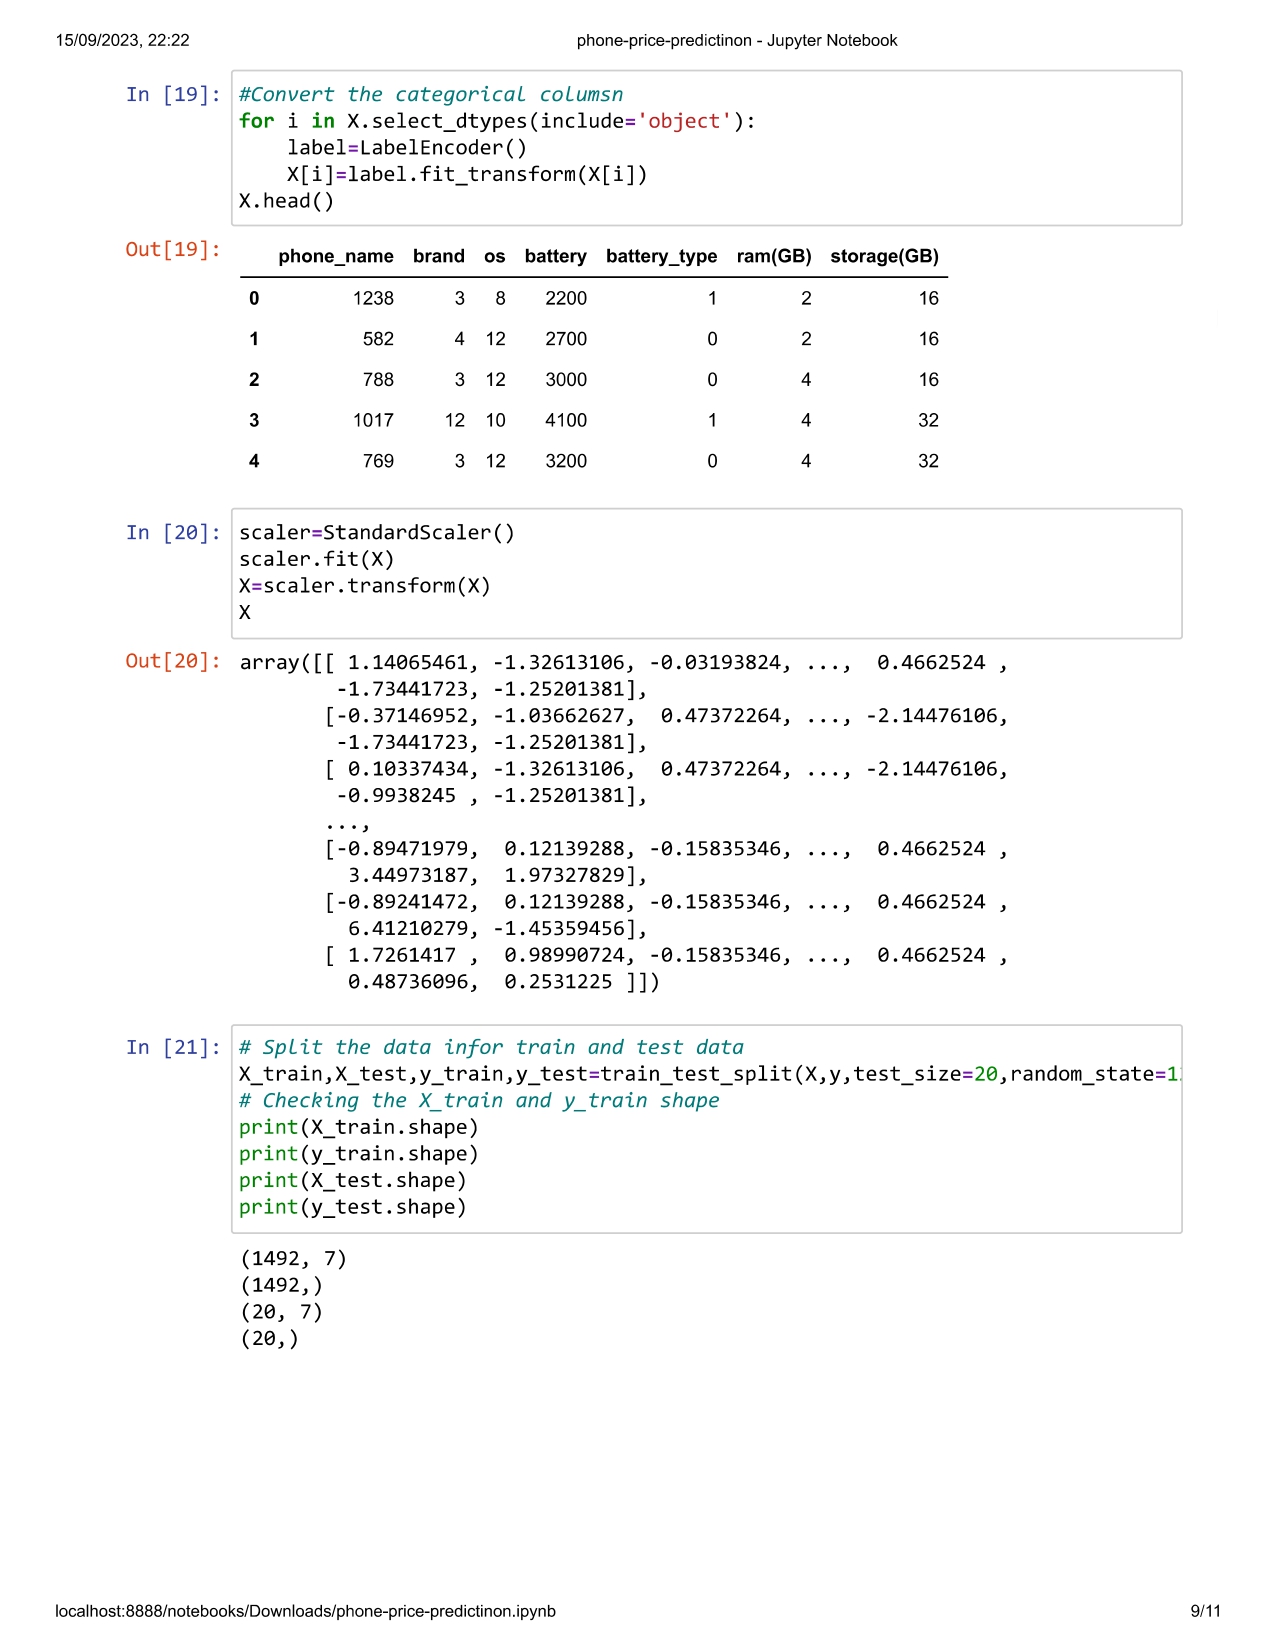 15/09/2023, 22:22 phone-price-predictinon - Jupyter Notebook
In [19]: #Convert the categorical columsn
for i in X.select_dtypes(include='object'):
    label=LabelEncoder()
    X[i]=label.fit_transform(X[i])
X.head()
Out[19]: phone_name brand os battery battery_type ram(GB) storage(GB)
0 1238 3 8 2200 1 2 16
1 582 4 12 2700 0 2 16
2 788 3 12 3000 0 4 16
3 1017 12 10 4100 1 4 32
4 769 3 12 3200 0 4 32
In [20]: scaler=StandardScaler()
scaler.fit(X)
X=scaler.transform(X)
X
Out[20]: array([[ 1.14065461, -1.32613106, -0.03193824, ..., 0.4662524 ,
-1.73441723, -1.25201381],
[-0.37146952, -1.03662627, 0.47372264, ..., -2.14476106,
-1.73441723, -1.25201381],
[ 0.10337434, -1.32613106, 0.47372264, ..., -2.14476106,
-0.9938245 , -1.25201381],
...,
[-0.89471979, 0.12139288, -0.15835346, ..., 0.4662524 ,
3.44973187, 1.97327829],
[-0.89241472, 0.12139288, -0.15835346, ..., 0.4662524 ,
6.41210279, -1.45359456],
[ 1.7261417 , 0.98990724, -0.15835346, ..., 0.4662524 ,
0.48736096, 0.2531225 ]])
In [21]: # Split the data infor train and test data
X_train,X_test,y_train,y_test=train_test_split(X,y,test_size=20,random_state=1
# Checking the X_train and y_train shape
print(X_train.shape)
print(y_train.shape)
print(X_test.shape)
print(y_test.shape)
(1492, 7)
(1492,)
(20, 7)
(20,)
localhost:8888/notebooks/Downloads/phone-price-predictinon.ipynb 9/11